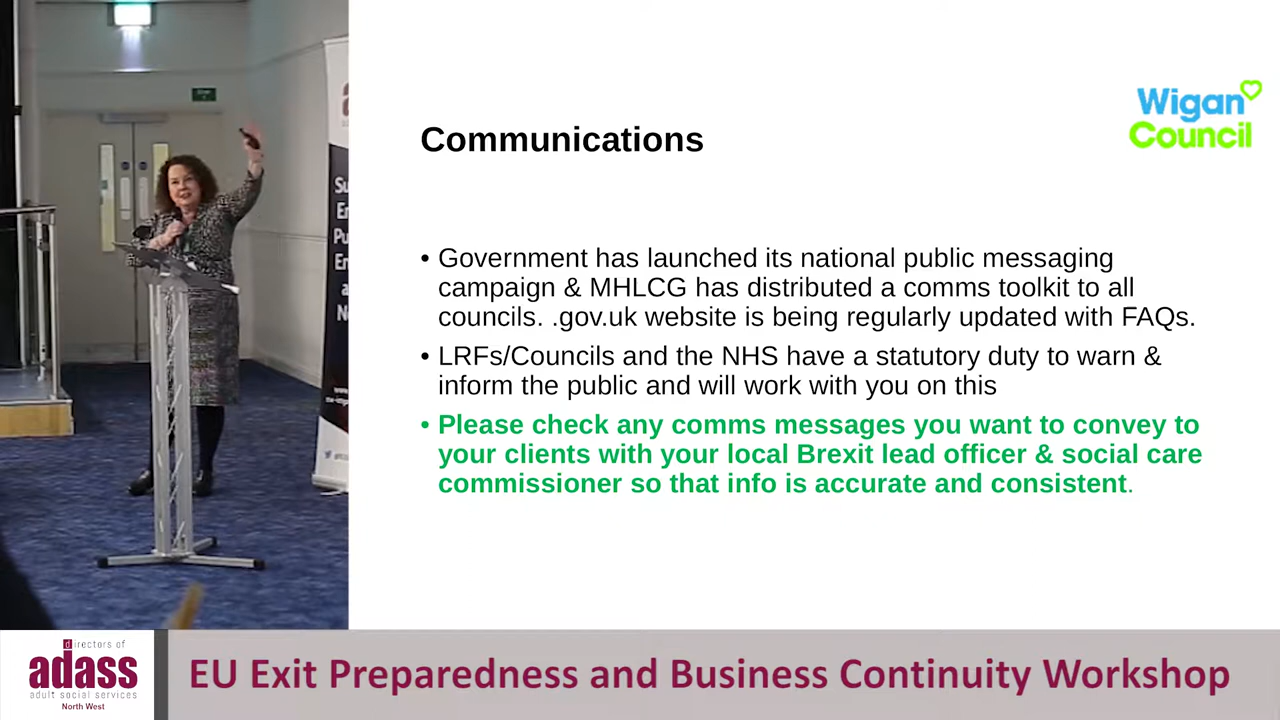 Wigan
Council
Communications
• Government has launched its national public messaging
campaign & MHLCG has distributed a comms toolkit to all
councils. .gov.uk website is being regularly updated with FAQs.
• LRFs/Councils and the NHS have a statutory duty to warn &
inform the public and will work with you on this
• Please check any comms messages you want to convey to
your clients with your local Brexit lead officer & social care
commissioner so that info is accurate and consistent.
directors of
adass
adult social services
North West
EU Exit Preparedness and Business Continuity Workshop